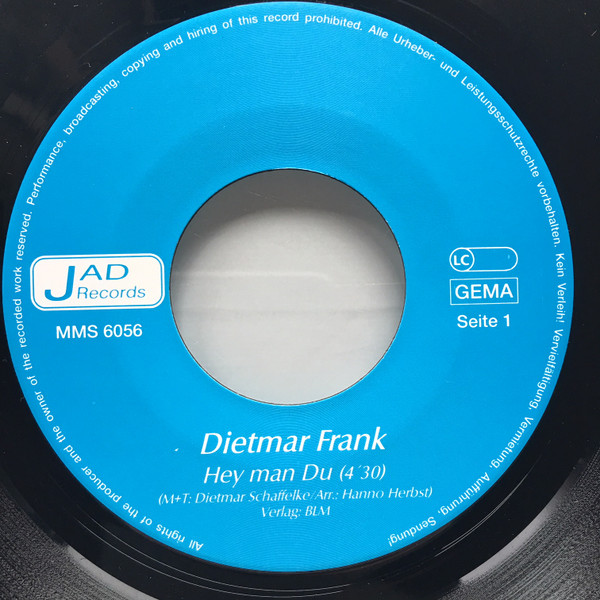 All rights of the producer and the owner of the recorded work reserved. Performance, broadcasting, copying and hiring of this record prohibited. Alle Urheber- und Leistungsschutzrechte vorbehalten. Kein Verleih! Vervielfältigung, Vermietung, Aufführung, Sendung!
JAD
Records
MMS 6056
LC
GEMA
Seite 1
Dietmar Frank
Hey man Du (4´30)
(M+T: Dietmar Schaffelke/Arr.: Hanno Herbst)
Verlag: BLM